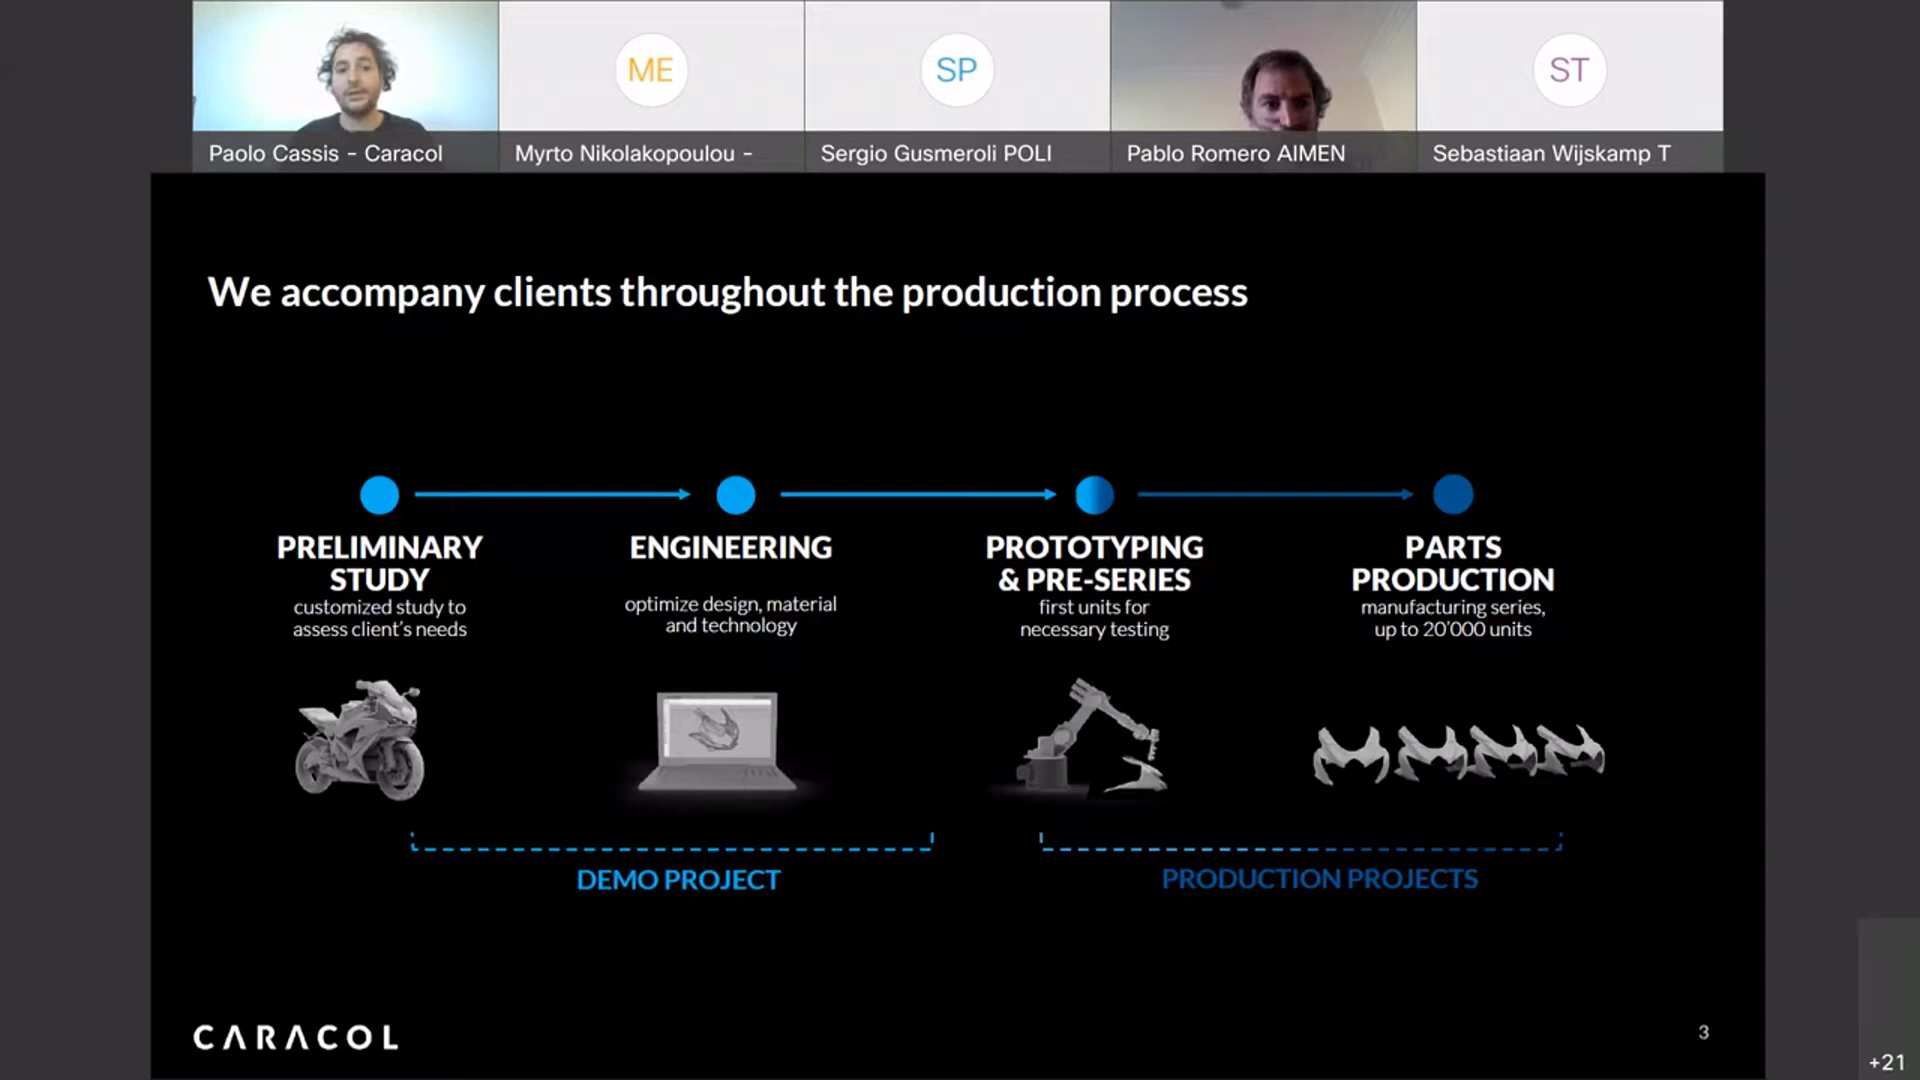 ME
SP
ST
Paolo Cassis - Caracol
Myrto Nikolakopoulou -
Sergio Gusmeroli POLI
Pablo Romero AIMEN
Sebastiaan Wijskamp T
We accompany clients throughout the production process
PRELIMINARY
STUDY
customized study to
assess client's needs
ENGINEERING
optimize design, material
and technology
PROTOTYPING
& PRE-SERIES
first units for
necessary testing
PARTS
PRODUCTION
manufacturing series,
up to 20'000 units
DEMO PROJECT
PRODUCTION PROJECTS
CARACOL
3
+21